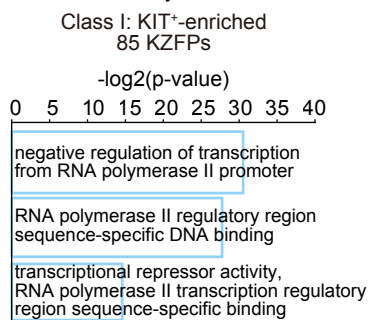 Class I: KIT⁺-enriched
85 KZFPs
-log2(p-value)
0 5 10 15 20 25 30 35 40
negative regulation of transcription
from RNA polymerase II promoter
RNA polymerase II regulatory region
sequence-specific DNA binding
transcriptional repressor activity,
RNA polymerase II transcription regulatory
region sequence-specific binding